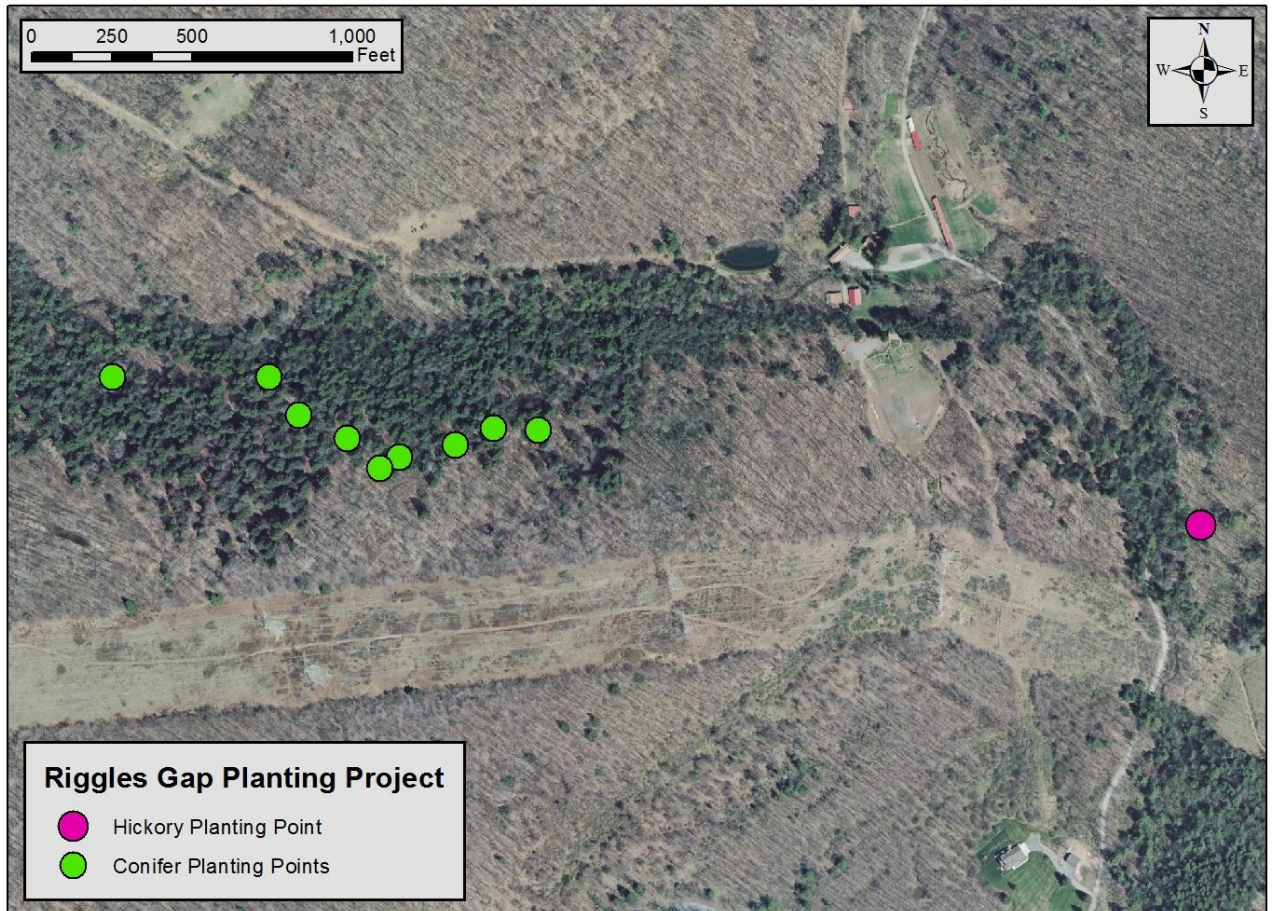 0 250 500 1,000
Feet
N
W E
S
Riggles Gap Planting Project
Hickory Planting Point
Conifer Planting Points